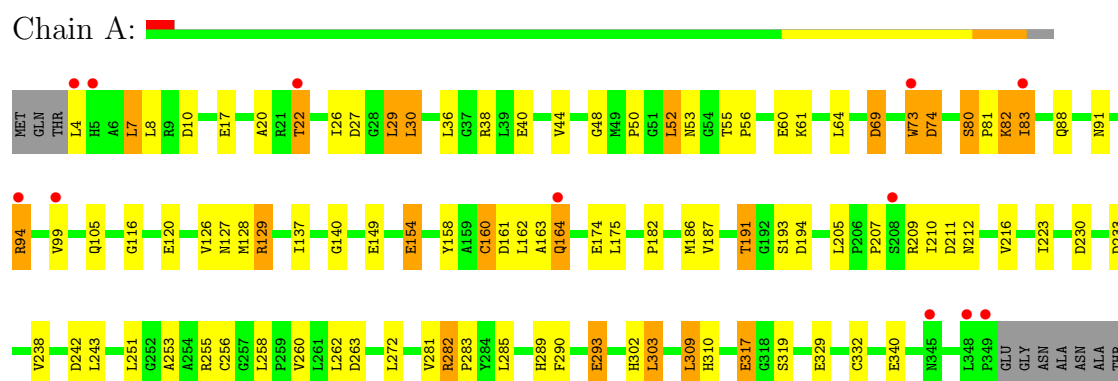 Chain A:
MET GLN THR L4 H5 A6 L7 L8 R9 D10 E17 A20 R21 T22 I26 D27 G28 L29 L30 L36 G37 R38 L39 E40 V44 G48 M49 P50 G51 L52 N53 G54 T55 P56 E60 K61 L64 D69 W73 D74 S80 P81 K82 I83 Q88 N91
R94 V99 Q105 G116 E120 V126 N127 M128 R129 I137 G140 E149 E154 Y158 A159 C160 D161 L162 A163 Q164 E174 L175 P182 M186 V187 T191 G192 S193 D194 L205 P206 P207 S208 R209 I210 D211 N212 V216 I223 D230
V238 D242 L243 L251 G252 A253 A254 R255 C256 G257 L258 P259 V260 L261 L262 D263 L272 V281 R282 P283 Y284 L285 H289 F290 E293 H302 L303 L309 H310 E317 G318 S319 E329 C332 E340 N345 L348 P349 GLU GLY ASN ALA ASN ALA THR